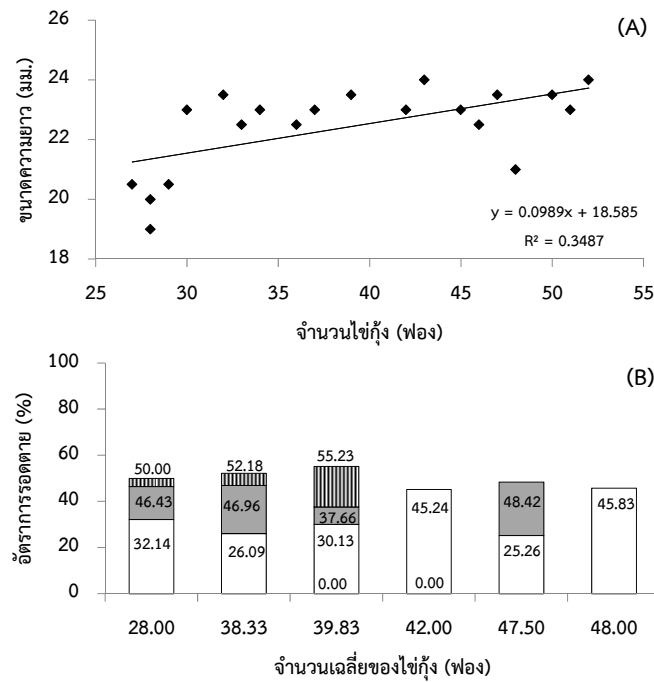 (A)
26
24
22
20
18
ขนาดความยาว (มม.)
y = 0.0989x + 18.585
R² = 0.3487
25 30 35 40 45 50 55
จำนวนไข่กุ้ง (ฟอง)
(B)
100
80
60
40
20
0
อัตราการรอดตาย (%)
50.00 52.18 55.23
46.43 46.96 37.66 45.24 48.42 45.83
32.14 26.09 30.13 25.26
0.00 0.00
28.00 38.33 39.83 42.00 47.50 48.00
จำนวนเฉลี่ยของไข่กุ้ง (ฟอง)